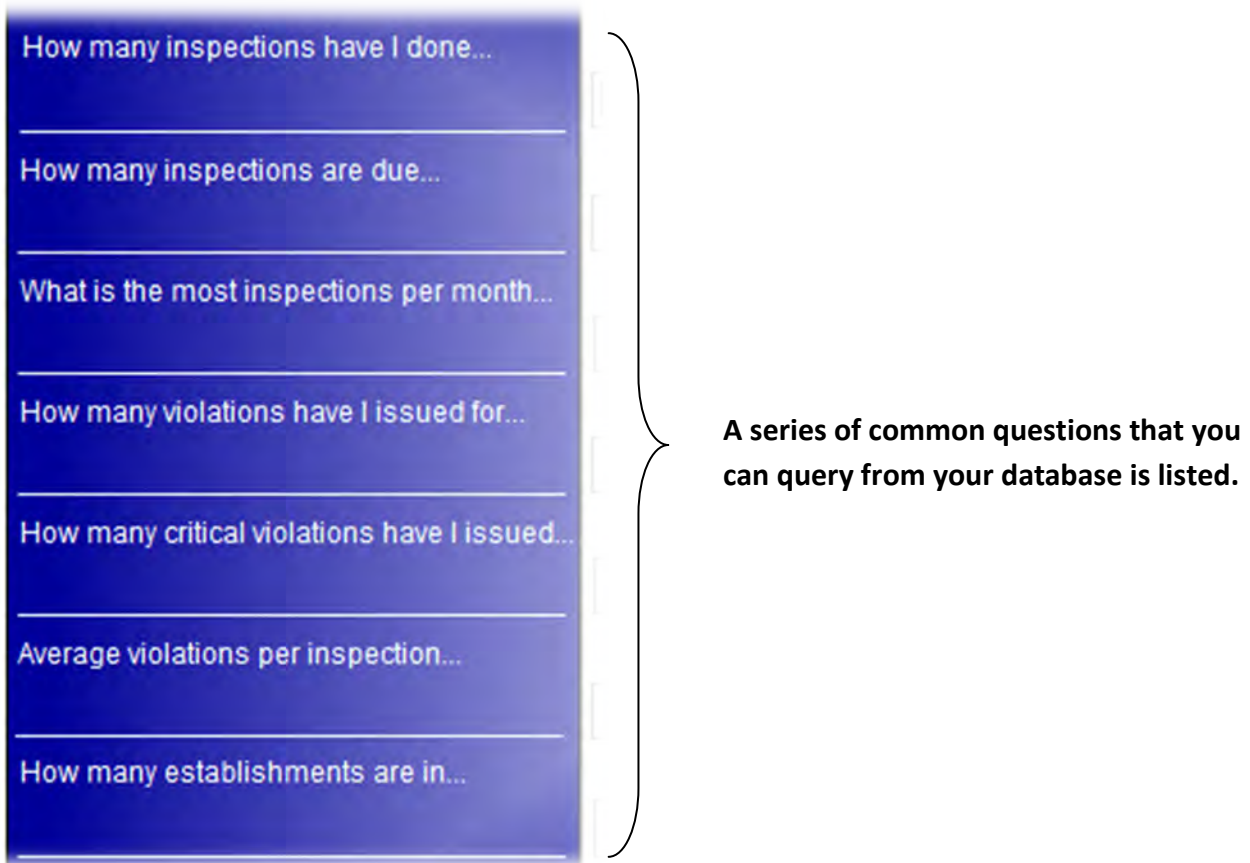 How many inspections have I done...
How many inspections are due...
What is the most inspections per month...
How many violations have I issued for...
How many critical violations have I issued...
Average violations per inspection...
How many establishments are in...
A series of common questions that you
can query from your database is listed.